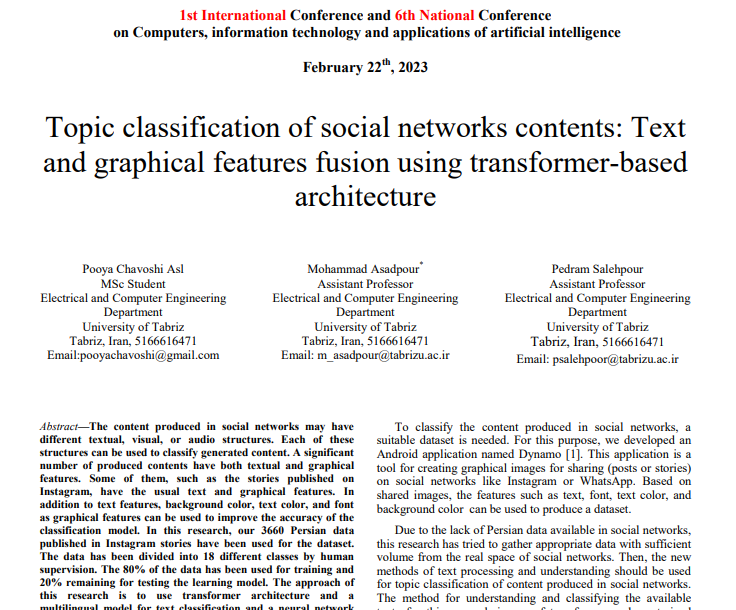 1st International Conference and 6th National Conference
on Computers, information technology and applications of artificial intelligence
February 22th, 2023
Topic classification of social networks contents: Text
and graphical features fusion using transformer-based
architecture
Pooya Chavoshi Asl
MSc Student
Electrical and Computer Engineering
Department
University of Tabriz
Tabriz, Iran, 5166616471
Email:pooyachavoshi@gmail.com
Mohammad Asadpour*
Assistant Professor
Electrical and Computer Engineering
Department
University of Tabriz
Tabriz, Iran, 5166616471
Email: m_asadpour@tabrizu.ac.ir
Pedram Salehpour
Assistant Professor
Electrical and Computer Engineering
Department
University of Tabriz
Tabriz, Iran, 5166616471
Email: psalehpoor@tabrizu.ac.ir
Abstract—The content produced in social networks may have
different textual, visual, or audio structures. Each of these
structures can be used to classify generated content. A significant
number of produced contents have both textual and graphical
features. Some of them, such as the stories published on
Instagram, have the usual text and graphical features. In
addition to text features, background color, text color, and font
as graphical features can be used to improve the accuracy of the
classification model. In this research, our 3660 Persian data
published in Instagram stories have been used for the dataset.
The data has been divided into 18 different classes by human
supervision. The 80% of the data has been used for training and
20% remaining for testing the learning model. The approach of
this research is to use transformer architecture and a
multilingual model for text classification and a neural network
To classify the content produced in social networks, a
suitable dataset is needed. For this purpose, we developed an
Android application named Dynamo [1]. This application is a
tool for creating graphical images for sharing (posts or stories)
on social networks like Instagram or WhatsApp. Based on
shared images, the features such as text, font, text color, and
background color can be used to produce a dataset.
Due to the lack of Persian data available in social networks,
this research has tried to gather appropriate data with sufficient
volume from the real space of social networks. Then, the new
methods of text processing and understanding should be used
for topic classification of content produced in social networks.
The method for understanding and classifying the available